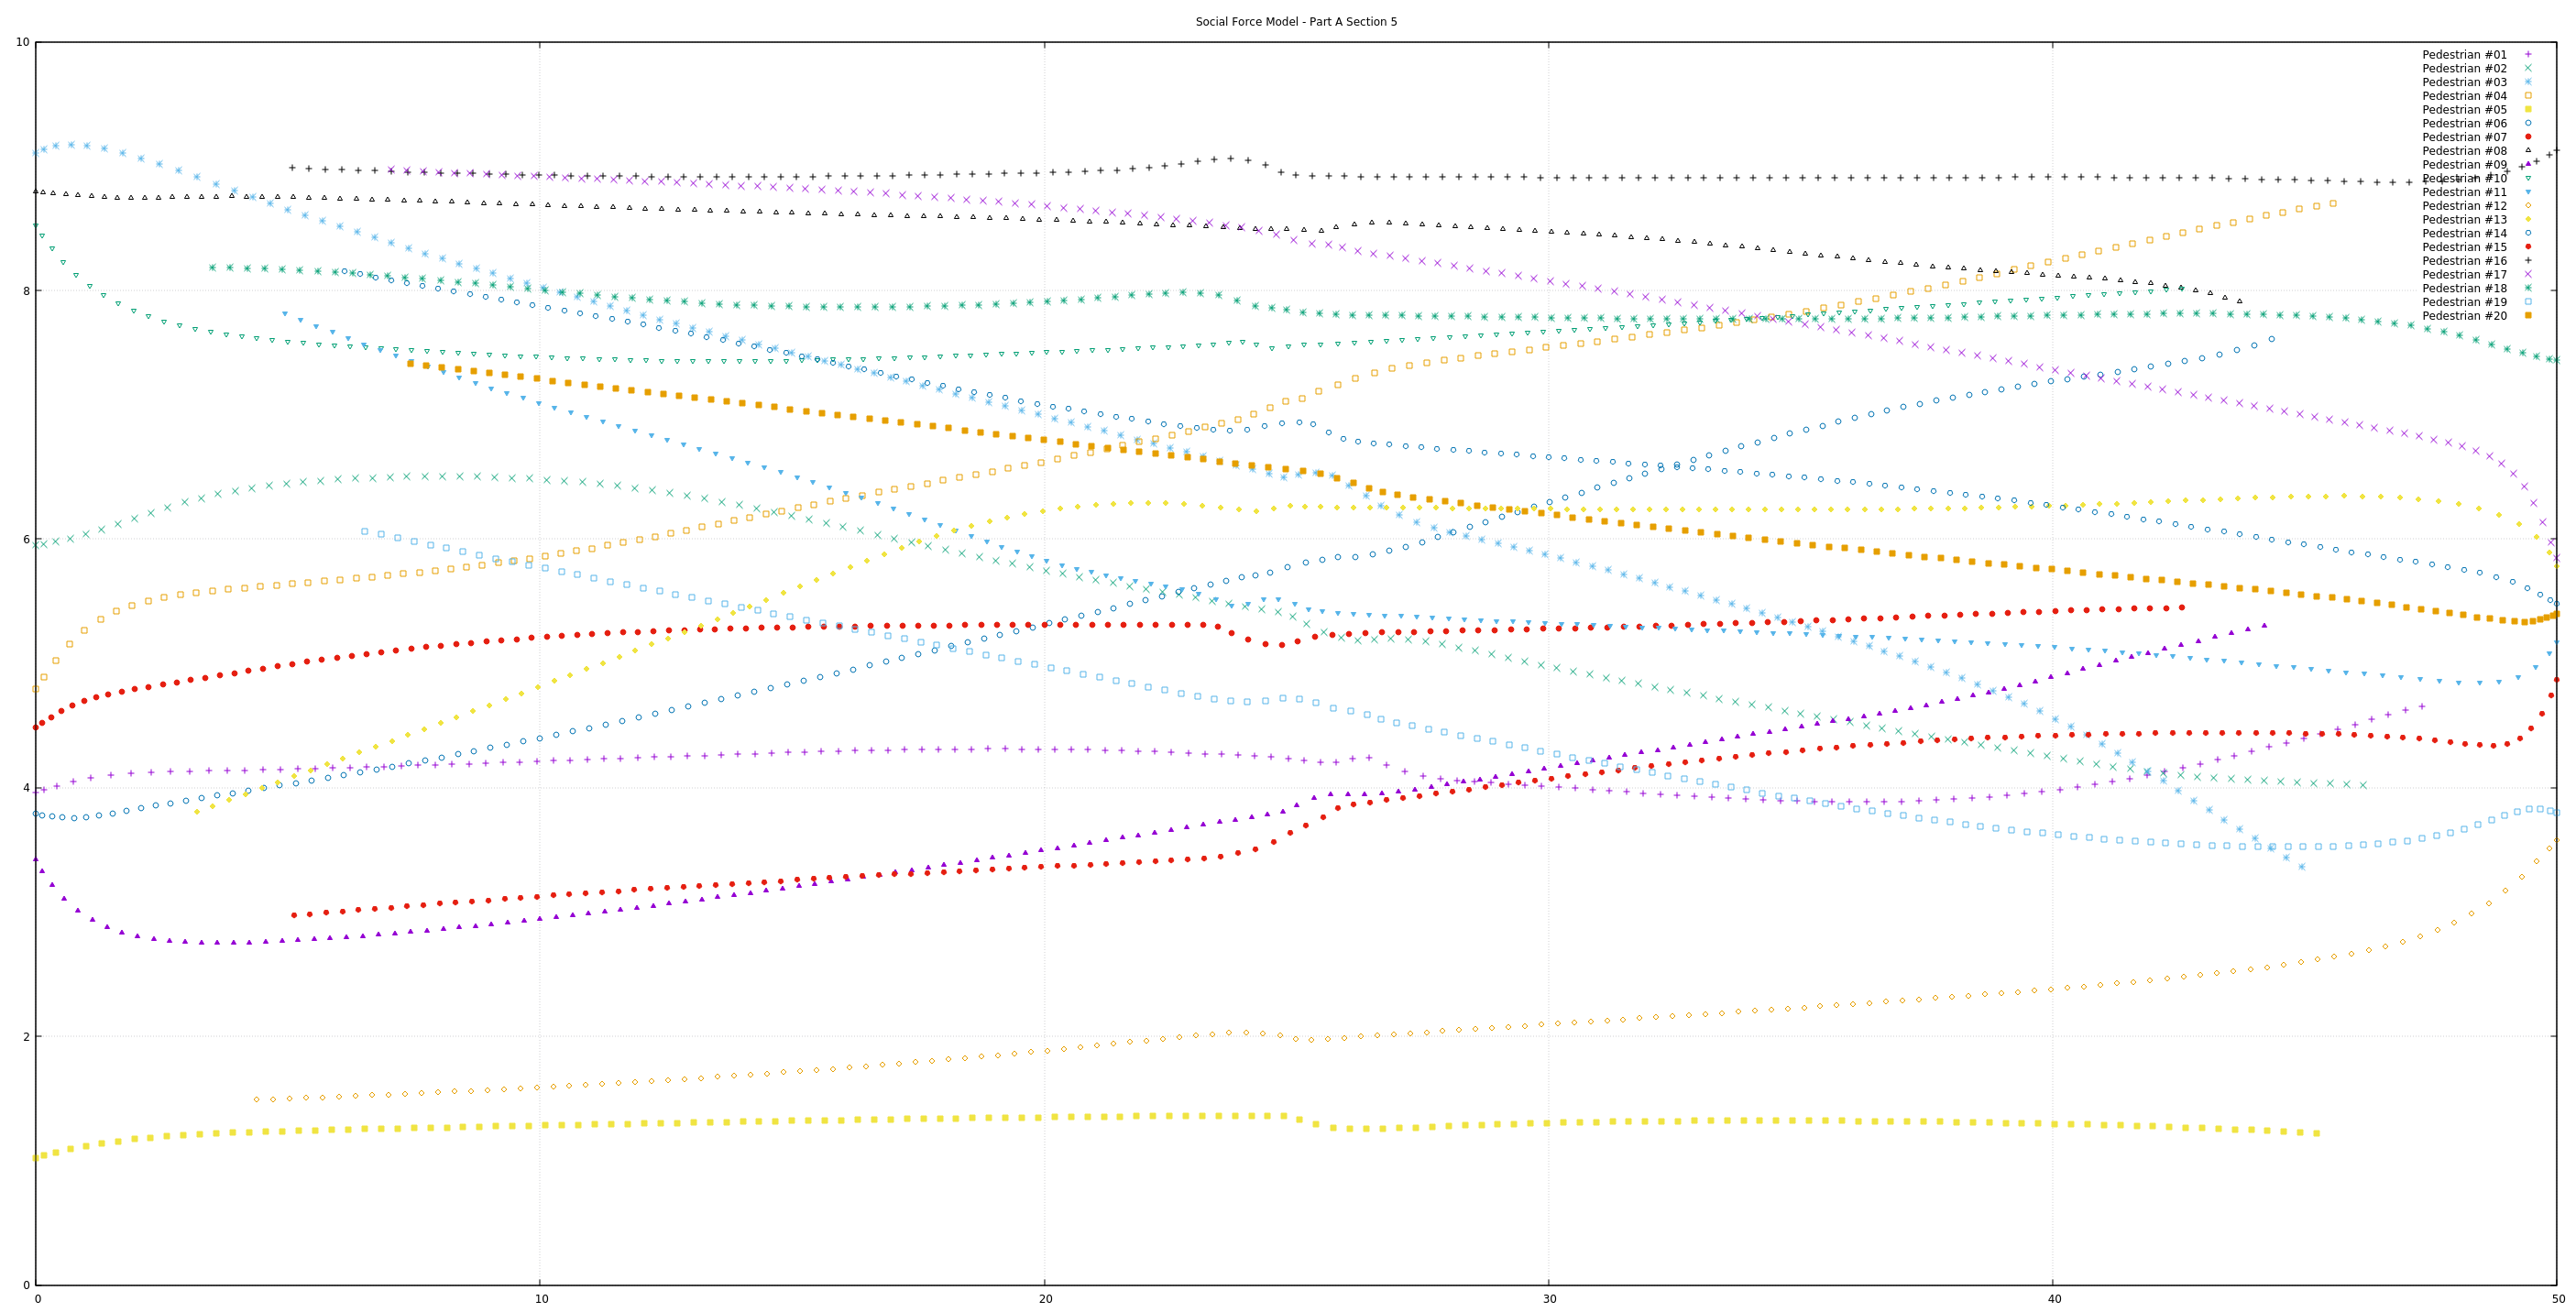 Social Force Model - Part A Section 5
10
8
6
4
2
0
0
10
20
30
40
50
Pedestrian #01
Pedestrian #02
Pedestrian #03
Pedestrian #04
Pedestrian #05
Pedestrian #06
Pedestrian #07
Pedestrian #08
Pedestrian #09
Pedestrian #10
Pedestrian #11
Pedestrian #12
Pedestrian #13
Pedestrian #14
Pedestrian #15
Pedestrian #16
Pedestrian #17
Pedestrian #18
Pedestrian #19
Pedestrian #20